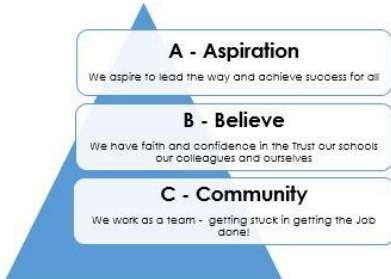 A - Aspiration
We aspire to lead the way and achieve success for all
B - Believe
We have faith and confidence in the Trust our schools
our colleagues and ourselves
C - Community
We work as a team - getting stuck in getting the Job
done!